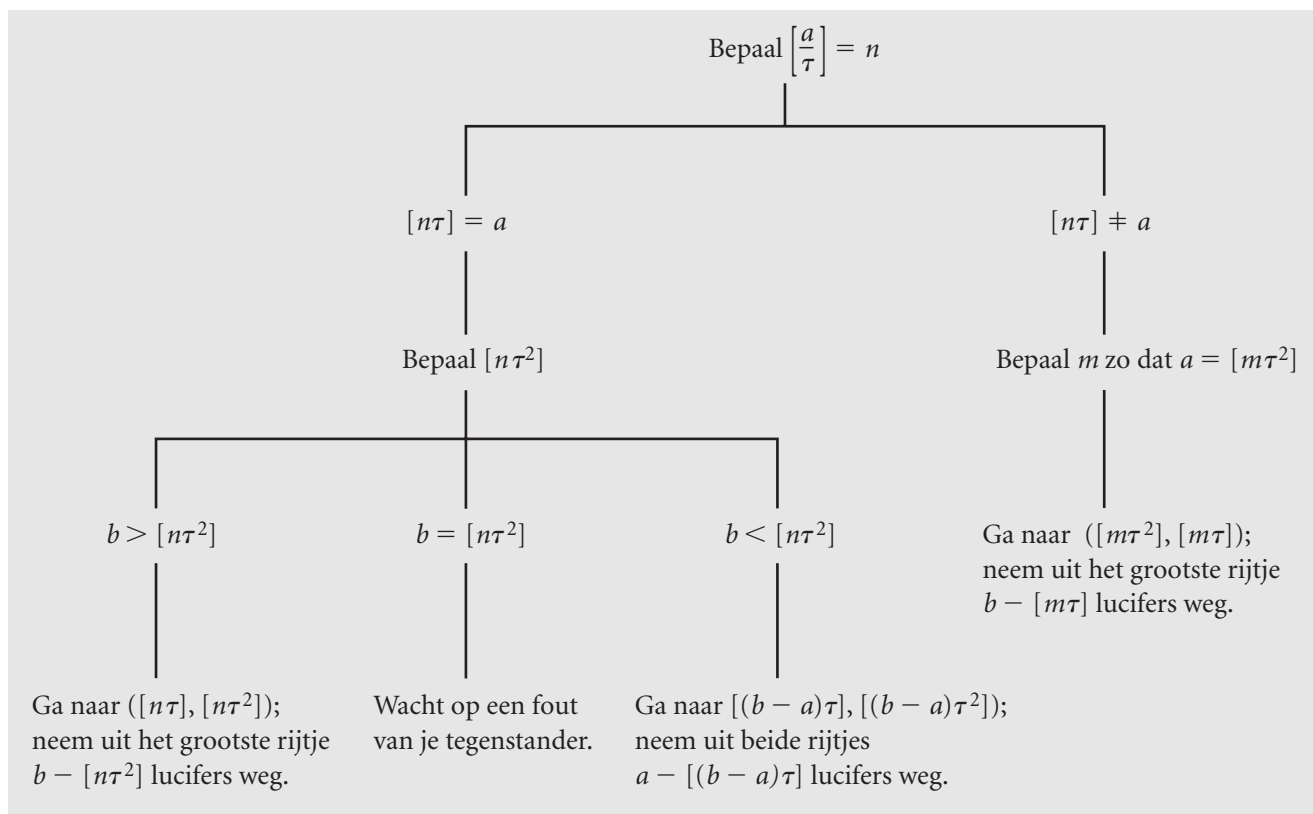 Bepaal [a/τ] = n
[nτ] = a
[nτ] ≠ a
Bepaal [nτ²]
Bepaal m zo dat a = [mτ²]
b > [nτ²]
b = [nτ²]
b < [nτ²]
Ga naar ([mτ²], [mτ]);
neem uit het grootste rijtje
b − [mτ] lucifers weg.
Ga naar ([nτ], [nτ²]);
neem uit het grootste rijtje
b − [nτ²] lucifers weg.
Wacht op een fout
van je tegenstander.
Ga naar [(b − a)τ], [(b − a)τ²]);
neem uit beide rijtjes
a − [(b − a)τ] lucifers weg.